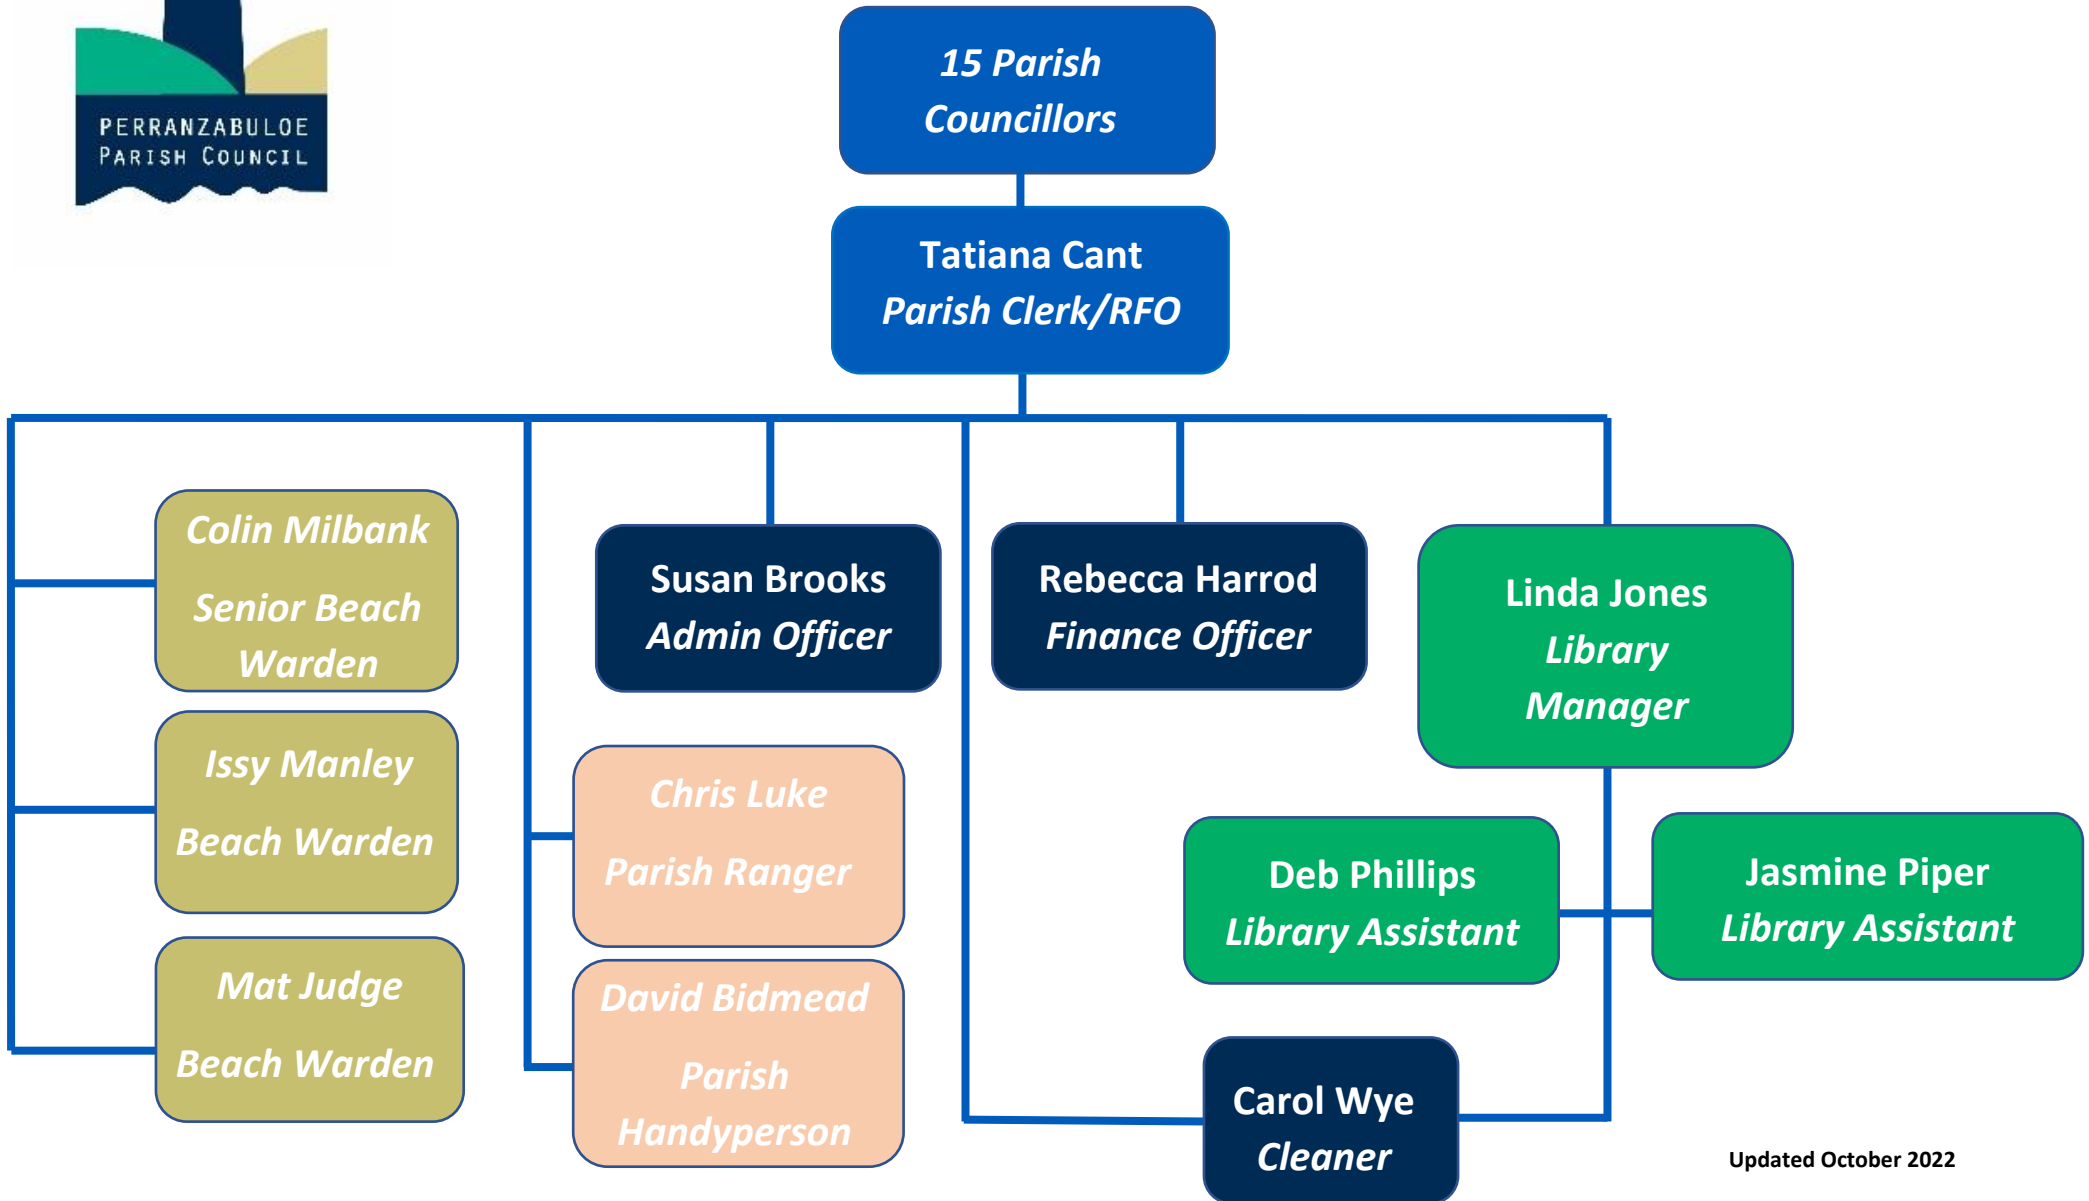 PERRANZABULOE
PARISH COUNCIL
15 Parish
Councillors
Tatiana Cant
Parish Clerk/RFO
Colin Milbank
Senior Beach
Warden
Susan Brooks
Admin Officer
Rebecca Harrod
Finance Officer
Linda Jones
Library
Manager
Issy Manley
Beach Warden
Chris Luke
Parish Ranger
Deb Phillips
Library Assistant
Jasmine Piper
Library Assistant
Mat Judge
Beach Warden
David Bidmead
Parish
Handyperson
Carol Wye
Cleaner
Updated October 2022